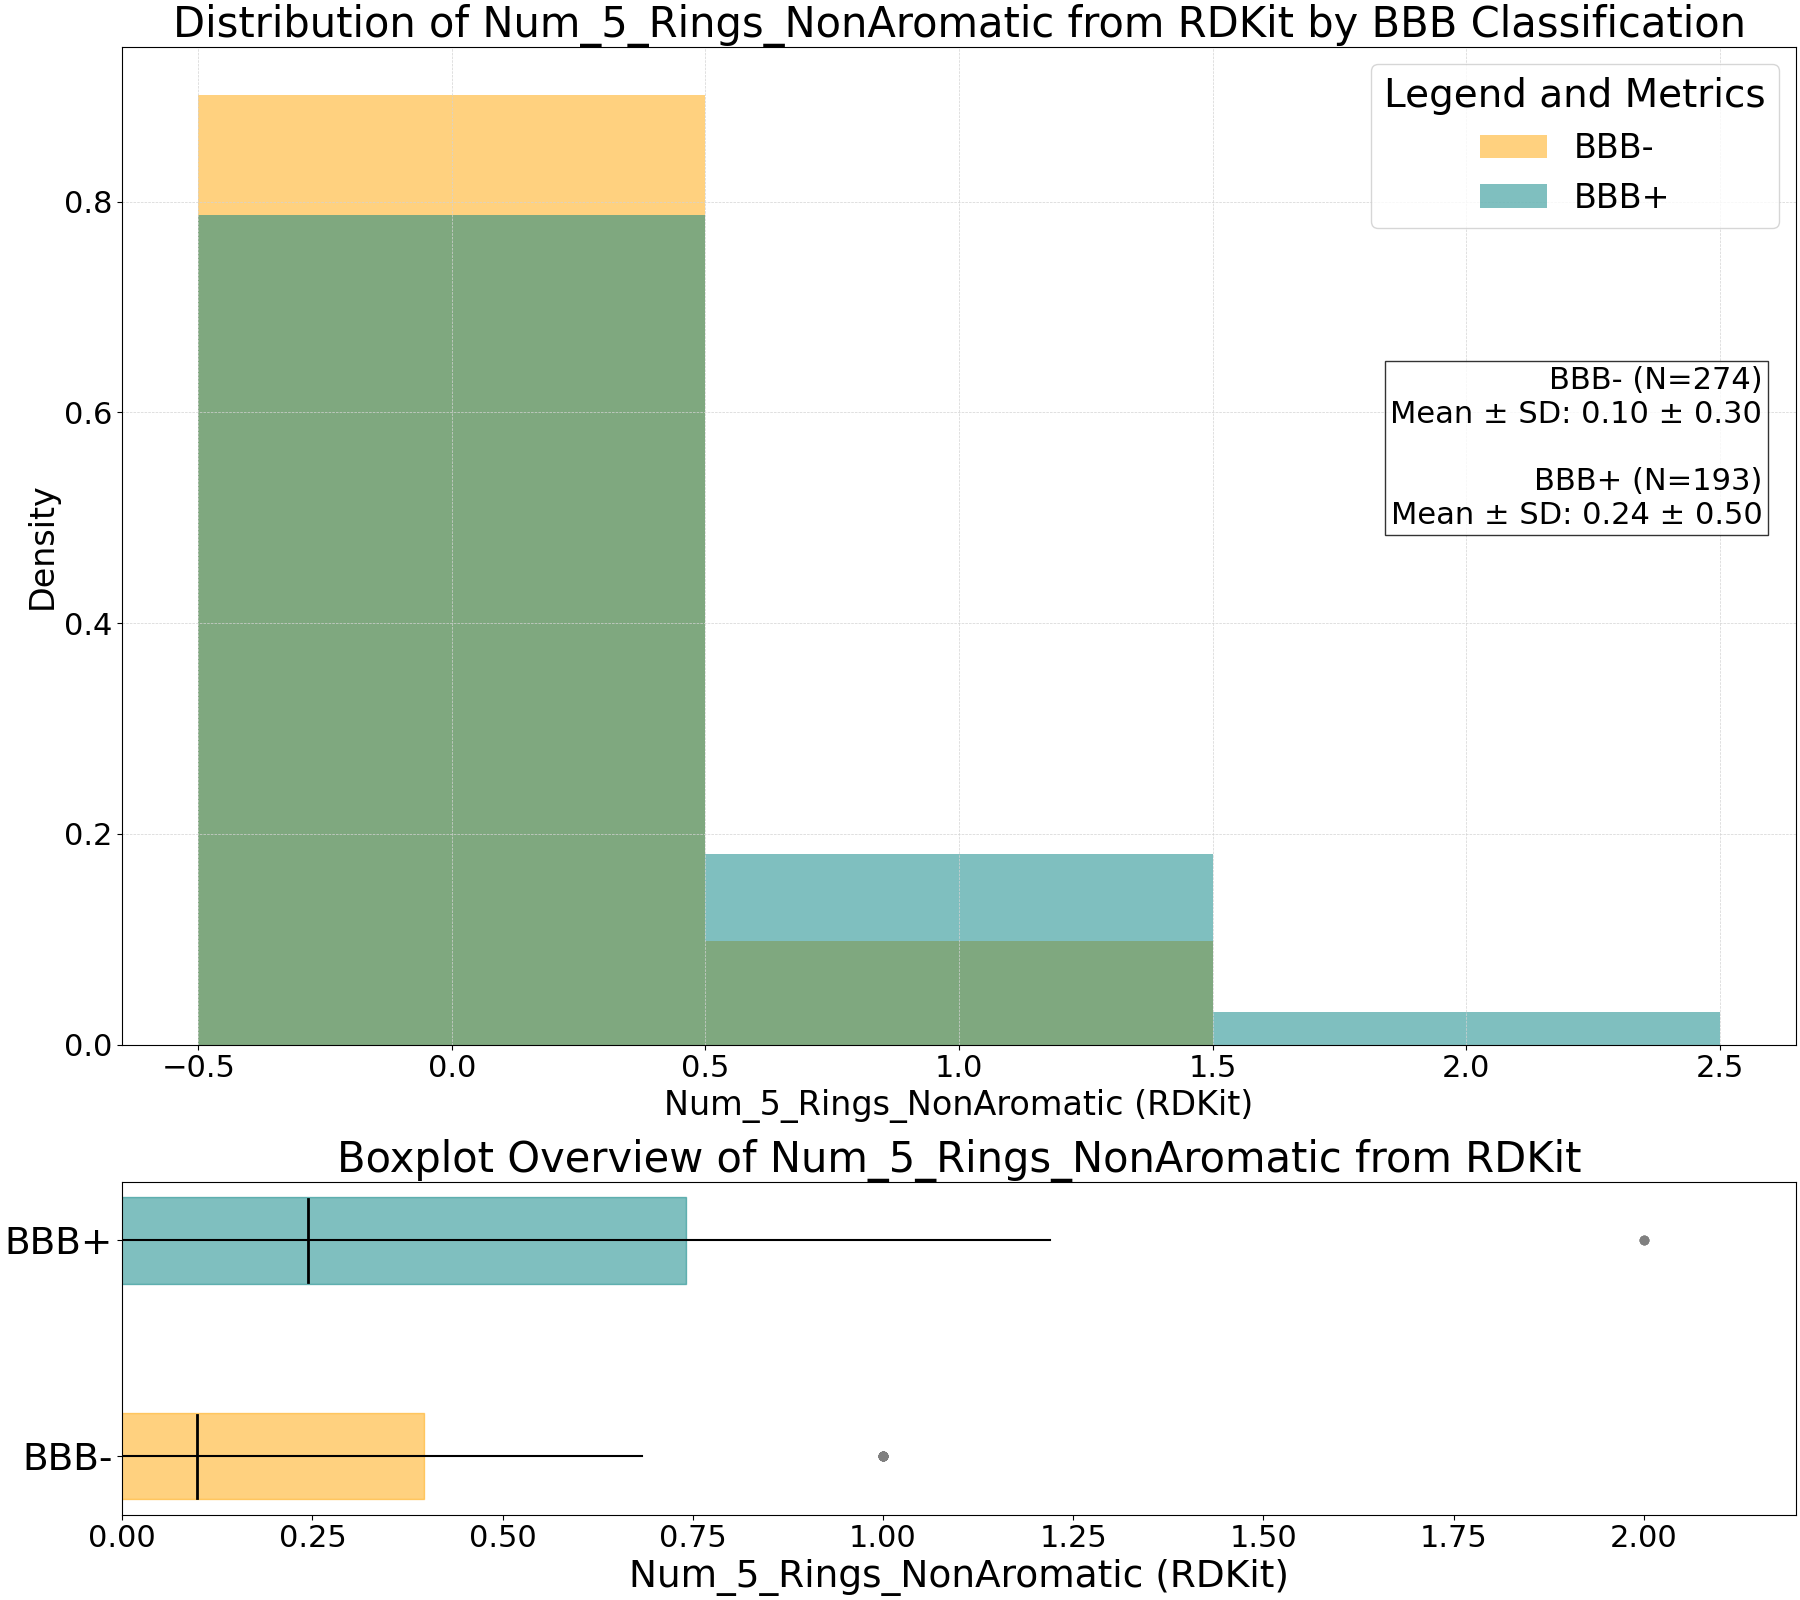 Distribution of Num_5_Rings_NonAromatic from RDKit by BBB Classification
Legend and Metrics
BBB-
BBB+
BBB- (N=274)
Mean ± SD: 0.10 ± 0.30
BBB+ (N=193)
Mean ± SD: 0.24 ± 0.50
Density
0.8
0.6
0.4
0.2
0.0
−0.5 0.0 0.5 1.0 1.5 2.0 2.5
Num_5_Rings_NonAromatic (RDKit)
Boxplot Overview of Num_5_Rings_NonAromatic from RDKit
BBB+
BBB-
0.00 0.25 0.50 0.75 1.00 1.25 1.50 1.75 2.00
Num_5_Rings_NonAromatic (RDKit)